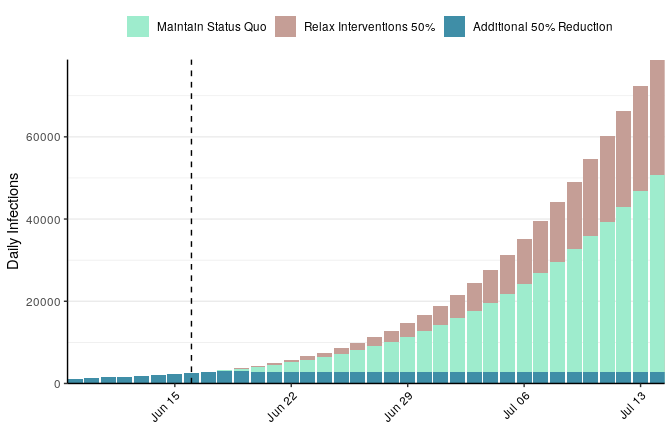 Maintain Status Quo Relax Interventions 50% Additional 50% Reduction
Daily Infections
60000
40000
20000
0
Jun 15 Jun 22 Jun 29 Jul 06 Jul 13